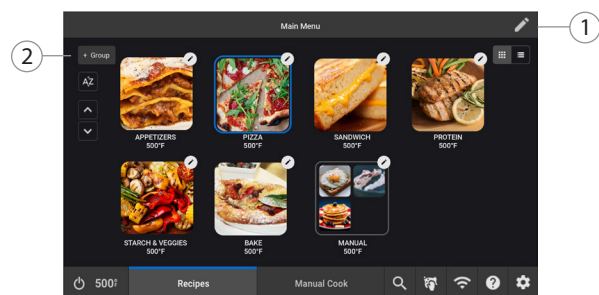 Main Menu
1
2
+ Group
AZ
APPETIZERS
500°F
PIZZA
500°F
SANDWICH
500°F
PROTEIN
500°F
STARCH & VEGGIES
500°F
BAKE
500°F
MANUAL
500°F
500°F
Recipes
Manual Cook
?